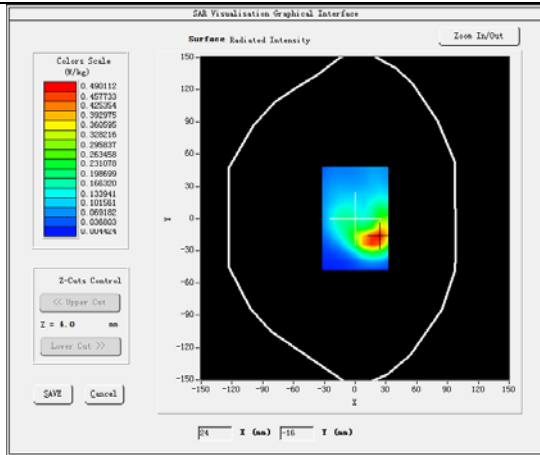 SAR Visualisation Graphical Interface
Surface Radiated Intensity
Zoom In/Out
Colors Scale
(W/kg)
0.490112
0.457733
0.425354
0.392975
0.360595
0.328216
0.295837
0.263458
0.231078
0.198699
0.166320
0.133941
0.101561
0.069182
0.036803
0.004424
Z-Cuts Control
<< Upper Cut
Z = 4.0 mm
Lower Cut >>
SAVE Cancel
150
120
90
60
30
0
-30
-60
-90
-120
-150
Y
-150 -120 -90 -60 -30 0 30 60 90 120 150
X
24 X (mm) -16 Y (mm)